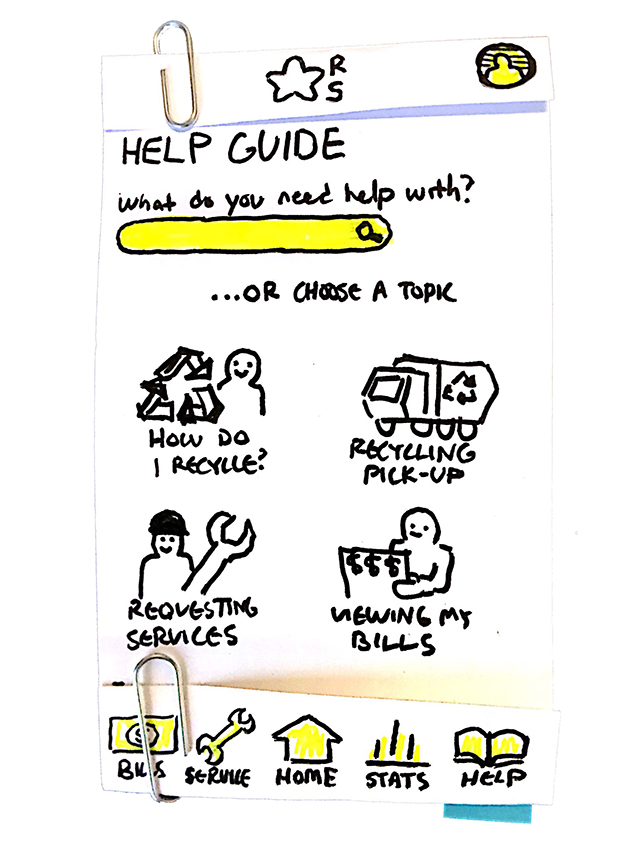 R
S
HELP GUIDE
what do you need help with?
...OR CHOOSE A TOPIC
HOW DO
I RECYCLE?
RECYCLING
PICK-UP
REQUESTING
SERVICES
VIEWING MY
BILLS
$$$
$
BILLS
SERVICE
HOME
STATS
HELP